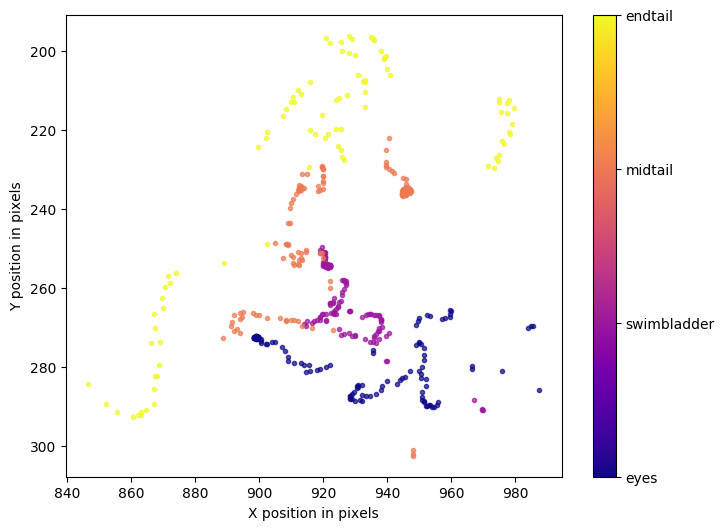 200
220
240
260
280
300
Y position in pixels
840
860
880
900
920
940
960
980
X position in pixels
endtail
midtail
swimbladder
eyes